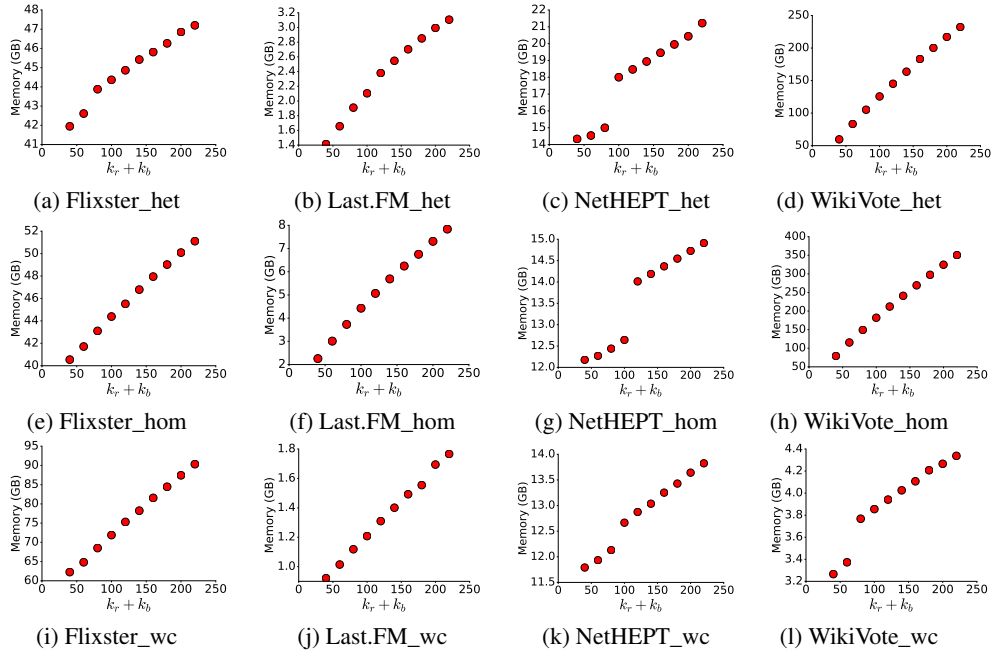 Memory (GB)
48
47
46
45
44
43
42
41
0 50 100 150 200 250
k_r + k_b
(a) Flixster_het
Memory (GB)
3.2
3.0
2.8
2.6
2.4
2.2
2.0
1.8
1.6
1.4
0 50 100 150 200 250
k_r + k_b
(b) Last.FM_het
Memory (GB)
22
21
20
19
18
17
16
15
14
0 50 100 150 200 250
k_r + k_b
(c) NetHEPT_het
Memory (GB)
250
200
150
100
50
0 50 100 150 200 250
k_r + k_b
(d) WikiVote_het
Memory (GB)
52
50
48
46
44
42
40
0 50 100 150 200 250
k_r + k_b
(e) Flixster_hom
Memory (GB)
8
7
6
5
4
3
2
0 50 100 150 200 250
k_r + k_b
(f) Last.FM_hom
Memory (GB)
15.0
14.5
14.0
13.5
13.0
12.5
12.0
0 50 100 150 200 250
k_r + k_b
(g) NetHEPT_hom
Memory (GB)
400
350
300
250
200
150
100
50
0 50 100 150 200 250
k_r + k_b
(h) WikiVote_hom
Memory (GB)
95
90
85
80
75
70
65
60
0 50 100 150 200 250
k_r + k_b
(i) Flixster_wc
Memory (GB)
1.8
1.6
1.4
1.2
1.0
0 50 100 150 200 250
k_r + k_b
(j) Last.FM_wc
Memory (GB)
14.0
13.5
13.0
12.5
12.0
11.5
0 50 100 150 200 250
k_r + k_b
(k) NetHEPT_wc
Memory (GB)
4.4
4.2
4.0
3.8
3.6
3.4
3.2
0 50 100 150 200 250
k_r + k_b
(l) WikiVote_wc